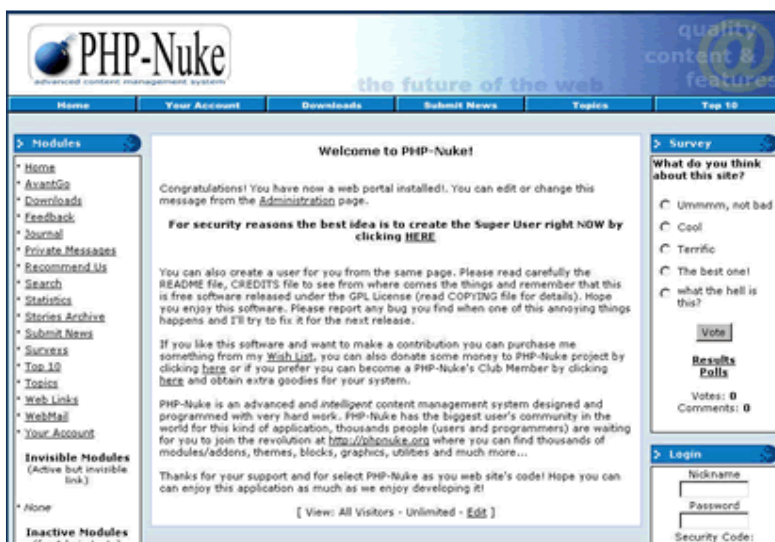 PHP-Nuke
advanced content management system
the future of the web
quality
content &
features
Home
Your Account
Downloads
Submit News
Topics
Top 10
Modules
Home
AvantGo
Downloads
Feedback
Journal
Private Messages
Recommend Us
Search
Statistics
Stories Archive
Submit News
Surveys
Top 10
Topics
Web Links
WebMail
Your Account
Invisible Modules
(Active but invisible
link)
None
Inactive Modules
Welcome to PHP-Nuke!
Congratulations! You have now a web portal installed!. You can edit or change this
message from the Administration page.
For security reasons the best idea is to create the Super User right NOW by
clicking HERE
You can also create a user for you from the same page. Please read carefully the
README file, CREDITS file to see from where comes the things and remember that this
is free software released under the GPL License (read COPYING file for details). Hope
you enjoy this software. Please report any bug you find when one of this annoying things
happens and I'll try to fix it for the next release.
If you like this software and want to make a contribution you can purchase me
something from my Wish List, you can also donate some money to PHP-Nuke project by
clicking here or if you prefer you can become a PHP-Nuke's Club Member by clicking
here and obtain extra goodies for your system.
PHP-Nuke is an advanced and intelligent content management system designed and
programmed with very hard work. PHP-Nuke has the biggest user's community in the
world for this kind of application, thousands people (users and programmers) are waiting
for you to join the revolution at http://phpnuke.org where you can find thousands of
modules/addons, themes, blocks, graphics, utilities and much more...
Thanks for your support and for select PHP-Nuke as you web site's code! Hope you can
can enjoy this application as much as we enjoy developing it!
[ View: All Visitors - Unlimited - Edit ]
Survey
What do you think
about this site?
Ummmm, not bad
Cool
Terrific
The best one!
what the hell is
this?
Vote
Results
Polls
Votes: 0
Comments: 0
Login
Nickname
Password
Security Code: